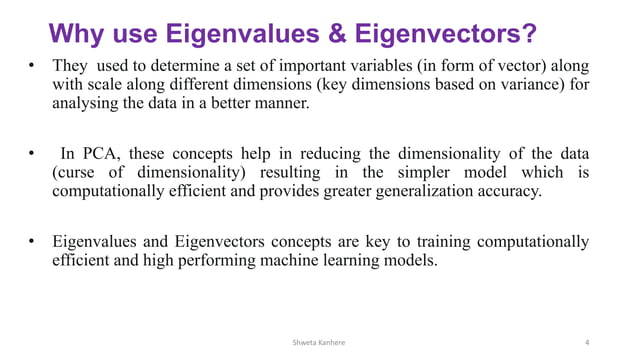 Why use Eigenvalues & Eigenvectors?
• They used to determine a set of important variables (in form of vector) along
with scale along different dimensions (key dimensions based on variance) for
analysing the data in a better manner.
• In PCA, these concepts help in reducing the dimensionality of the data
(curse of dimensionality) resulting in the simpler model which is
computationally efficient and provides greater generalization accuracy.
• Eigenvalues and Eigenvectors concepts are key to training computationally
efficient and high performing machine learning models.
Shweta Kanhere
4